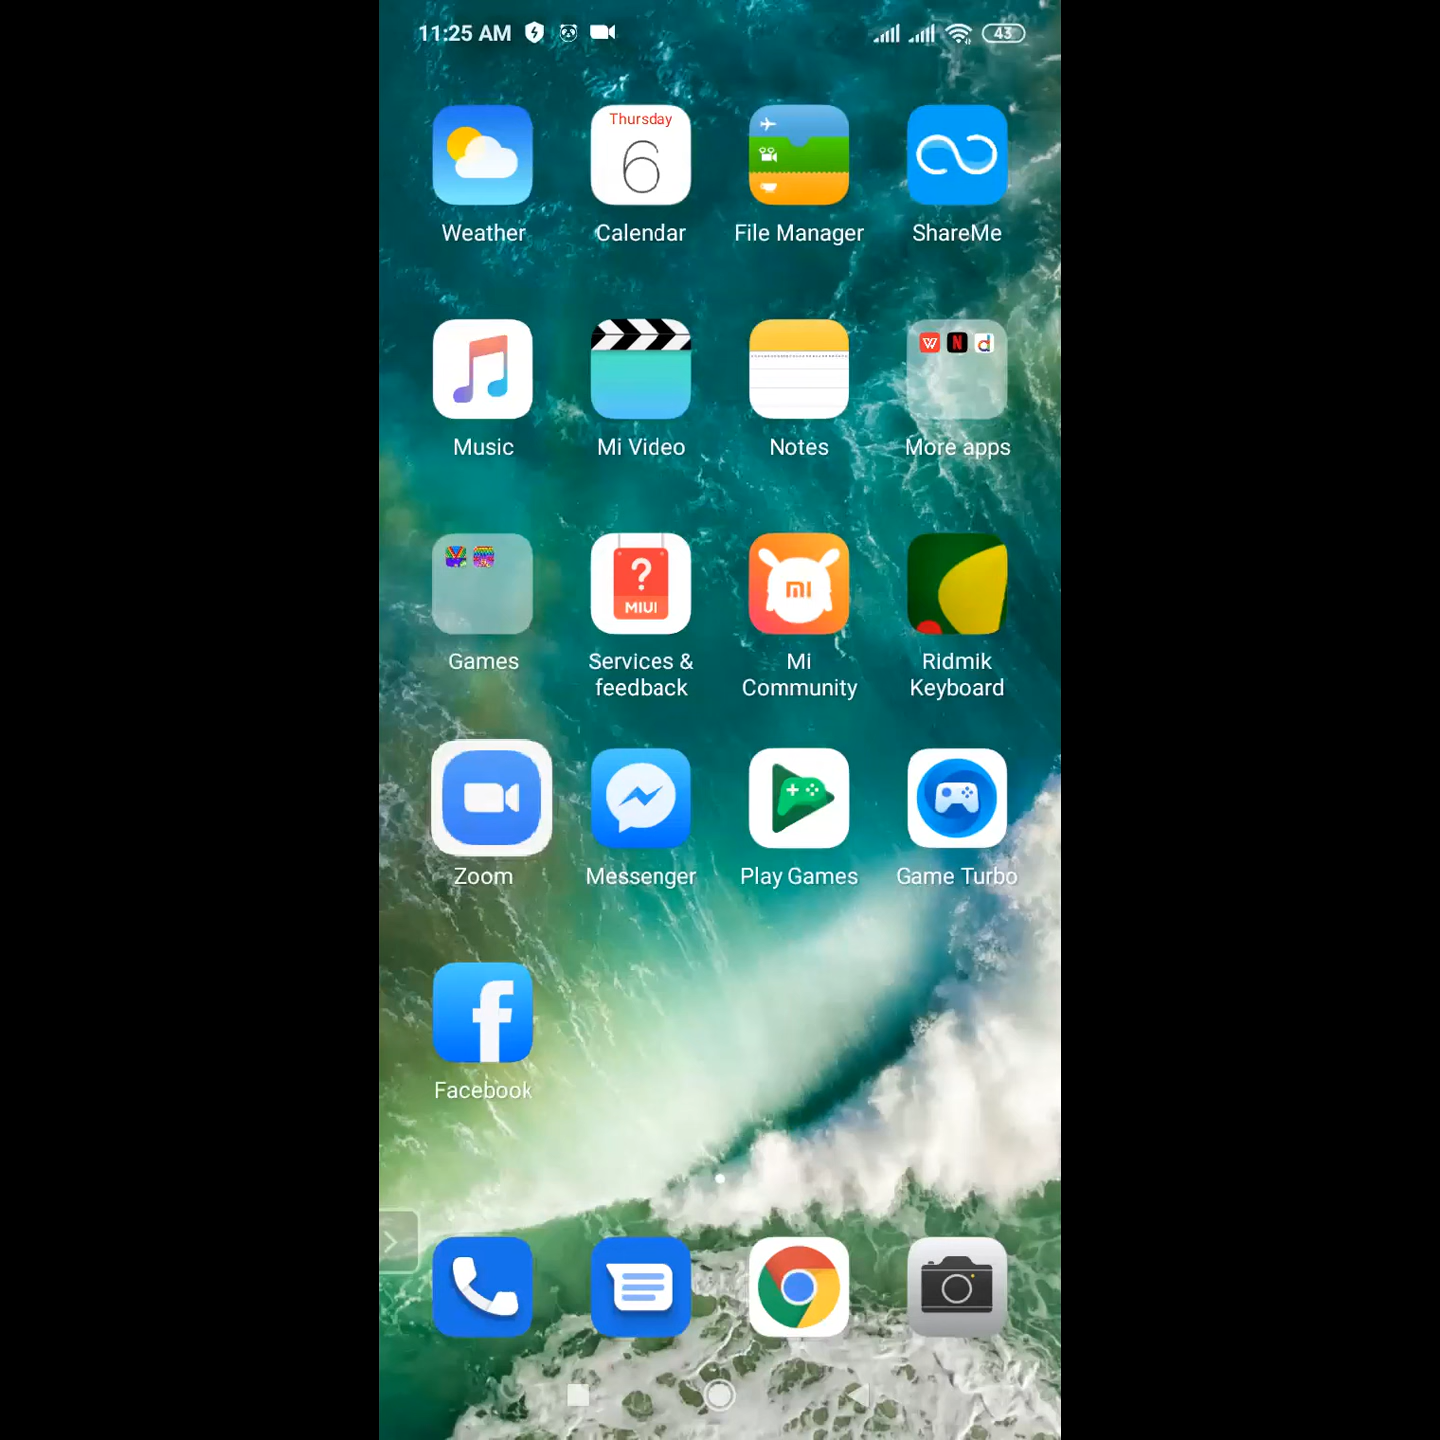 11:25 AM 43
Thursday
6
Weather Calendar File Manager ShareMe
W N d
Music Mi Video Notes More apps
?
MIUI
mi
Games Services & feedback Mi Community Ridmik Keyboard
Zoom Messenger Play Games Game Turbo
f
Facebook